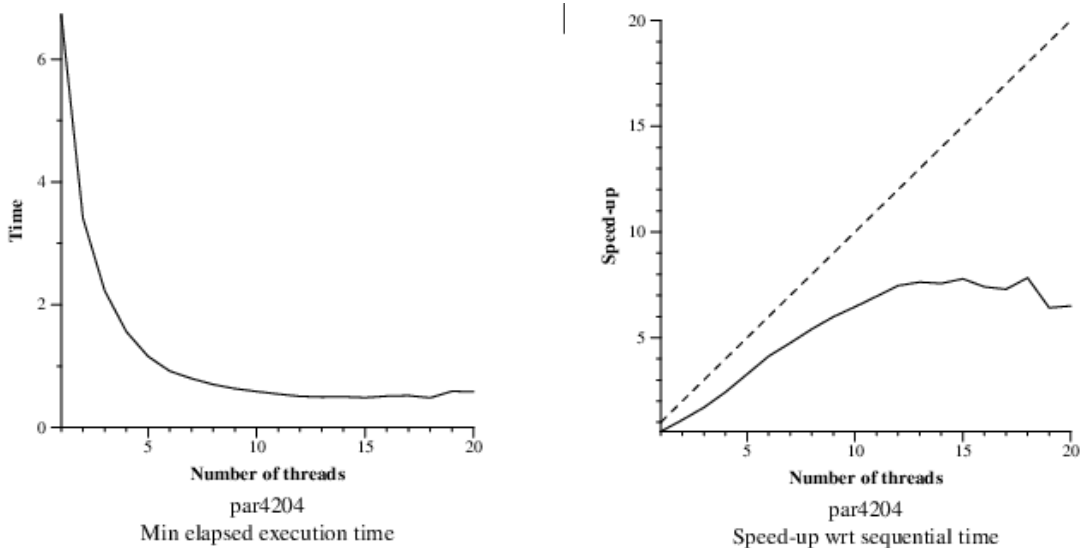 6
4
2
0
Time
5
10
15
20
Number of threads
par4204
Min elapsed execution time
20
15
10
5
Speed-up
5
10
15
20
Number of threads
par4204
Speed-up wrt sequential time